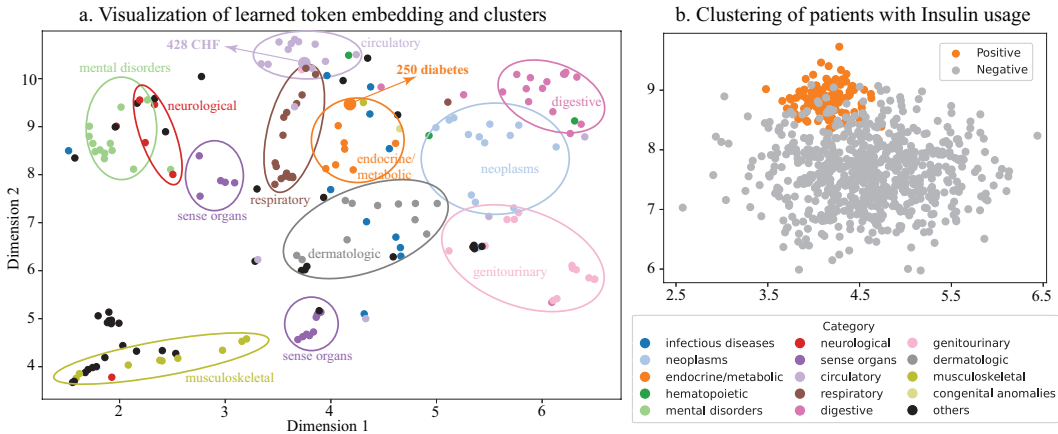 a. Visualization of learned token embedding and clusters
428 CHF
circulatory
mental disorders
250 diabetes
neurological
digestive
endocrine/
metabolic
neoplasms
sense organs
respiratory
dermatologic
genitourinary
sense organs
musculoskeletal
Dimension 2
10
9
8
7
6
5
4
2
3
4
5
6
Dimension 1
b. Clustering of patients with Insulin usage
Positive
Negative
9
8
7
6
2.5
3.5
4.5
5.5
6.5
Category
infectious diseases
neoplasms
endocrine/metabolic
hematopoietic
mental disorders
neurological
sense organs
circulatory
respiratory
digestive
genitourinary
dermatologic
musculoskeletal
congenital anomalies
others